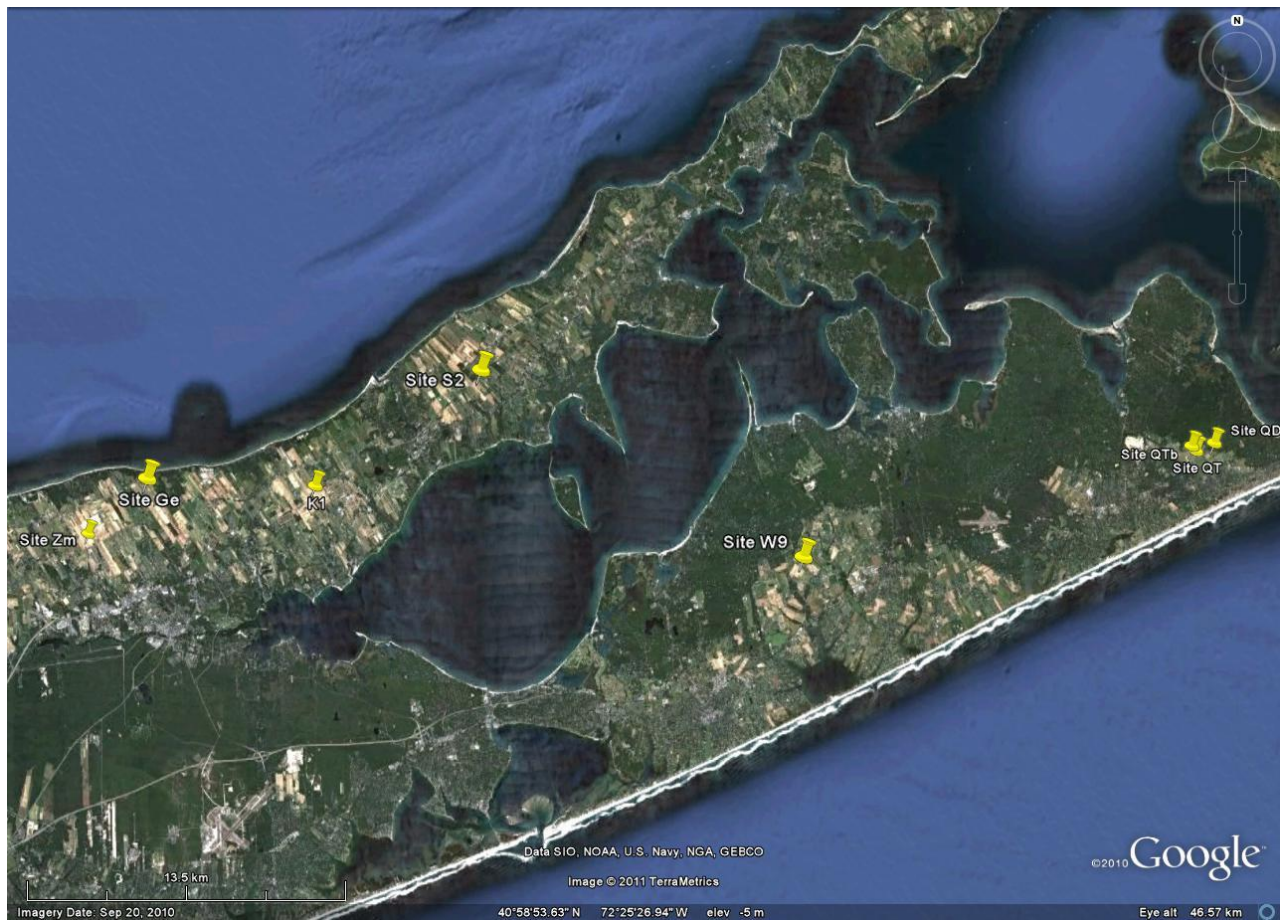 N
Site S2
Site QD
Site QTb
Site QT
Site Ge
K1
Site Zm
Site W9
Data SIO, NOAA, U.S. Navy, NGA, GEBCO
©2010 Google
13.5 km
Image © 2011 TerraMetrics
Imagery Date: Sep 20, 2010 40°58'53.63" N 72°25'26.94" W elev -5 m Eye alt 46.57 km